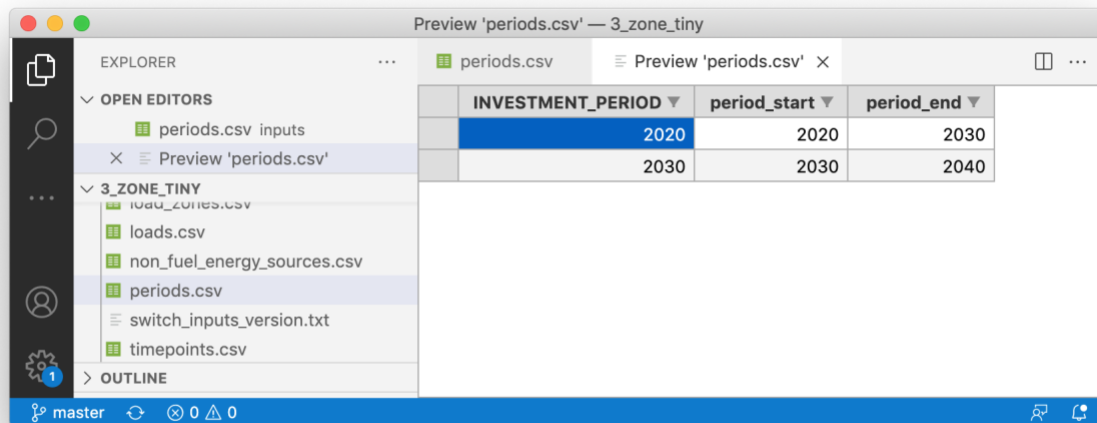 Preview 'periods.csv' — 3_zone_tiny
EXPLORER
OPEN EDITORS
periods.csv inputs
Preview 'periods.csv'
3_ZONE_TINY
load_zones.csv
loads.csv
non_fuel_energy_sources.csv
periods.csv
switch_inputs_version.txt
timepoints.csv
OUTLINE
periods.csv Preview 'periods.csv'
INVESTMENT_PERIOD period_start period_end
2020 2020 2030
2030 2030 2040
1
master 0 0